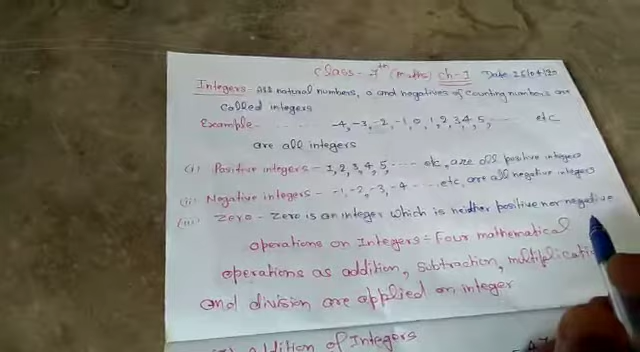 Class - 7th (maths) Ch-1 Date 25/04/20
Integers - All natural numbers, 0 and negatives of counting numbers are
called integers
Example ........ -4, -3, -2, -1, 0, 1, 2, 3, 4, 5, ...... etc
are all integers
(i) Positive integers - 1, 2, 3, 4, 5, ..... etc, are all positive integers
(ii) Negative integers - -1, -2, -3, -4 .... etc, are all negative integers
(iii) Zero - Zero is an integer which is neither positive nor negative
operations on Integers - Four mathematical
operations as addition, subtraction, multiplicati
and division are applied on integer
addition of Integers